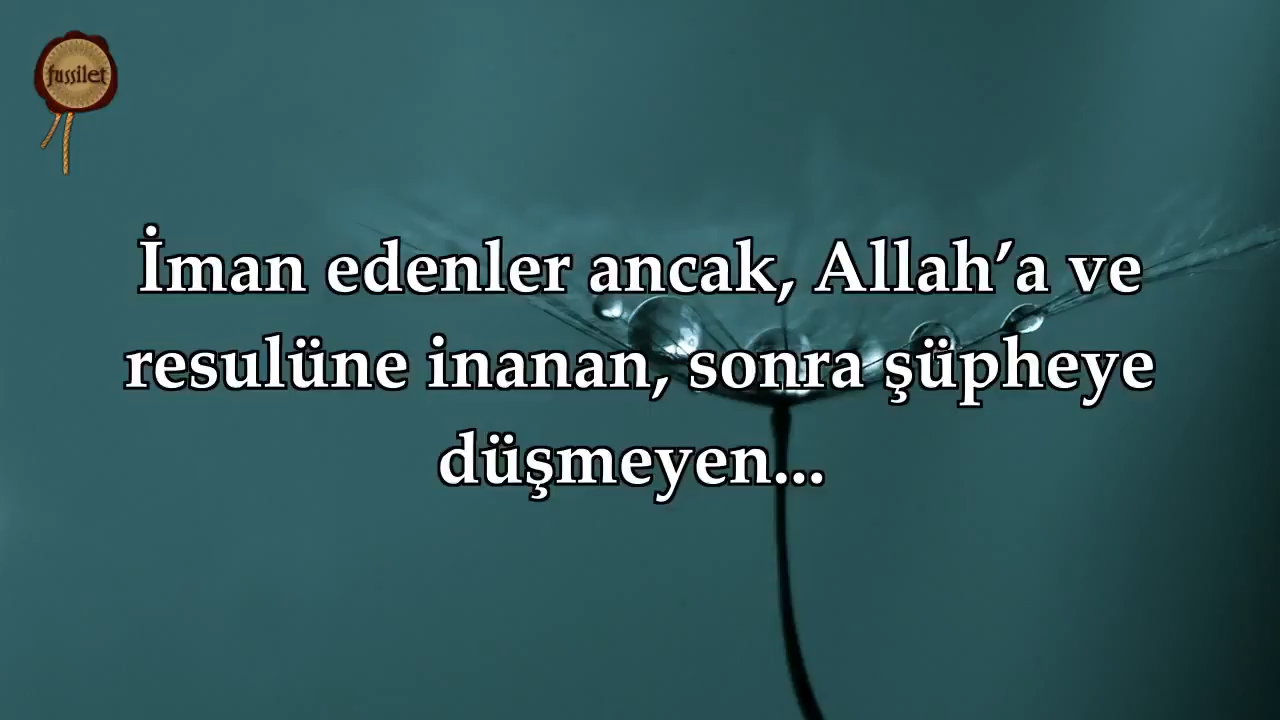 fussilet
İman edenler ancak, Allah’a ve
resulüne inanan, sonra şüpheye
düşmeyen...